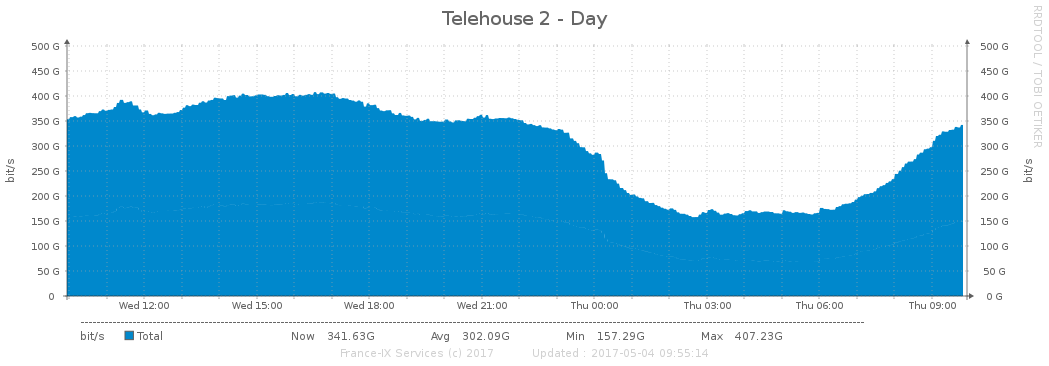 Telehouse 2 - Day
RRDTOOL / TOBI OETIKER
bit/s
500 G 500 G
450 G 450 G
400 G 400 G
350 G 350 G
300 G 300 G
250 G 250 G
200 G 200 G
150 G 150 G
100 G 100 G
50 G 50 G
0 0 G
bit/s
Wed 12:00 Wed 15:00 Wed 18:00 Wed 21:00 Thu 00:00 Thu 03:00 Thu 06:00 Thu 09:00
bit/s Total Now 341.63G Avg 302.09G Min 157.29G Max 407.23G
France-IX Services (c) 2017 Updated : 2017-05-04 09:55:14